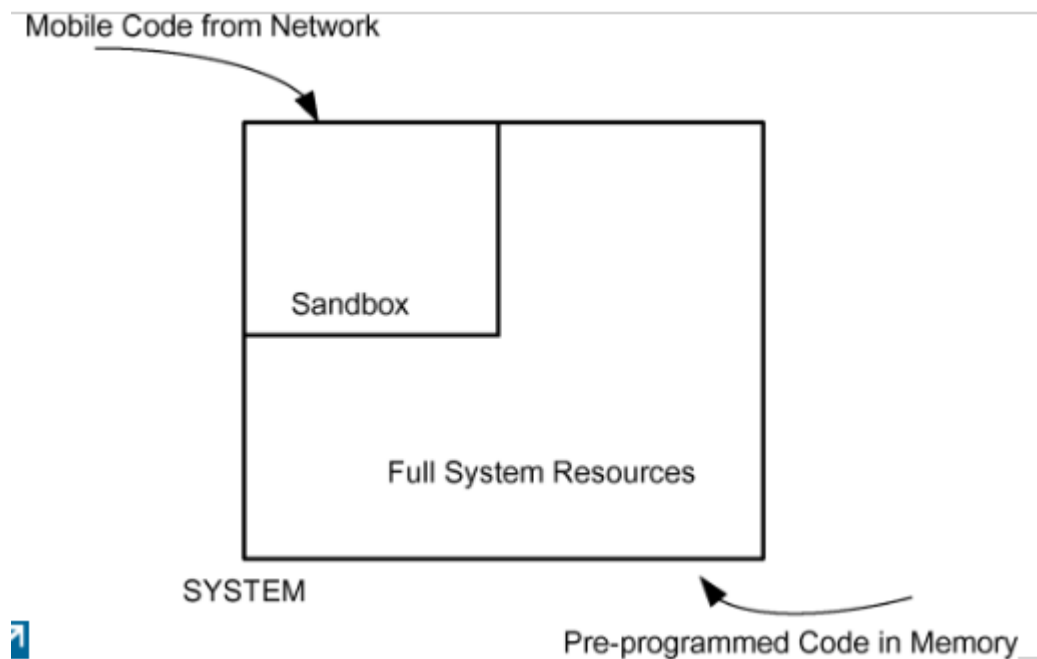 Mobile Code from Network
Sandbox
Full System Resources
SYSTEM
Pre-programmed Code in Memory